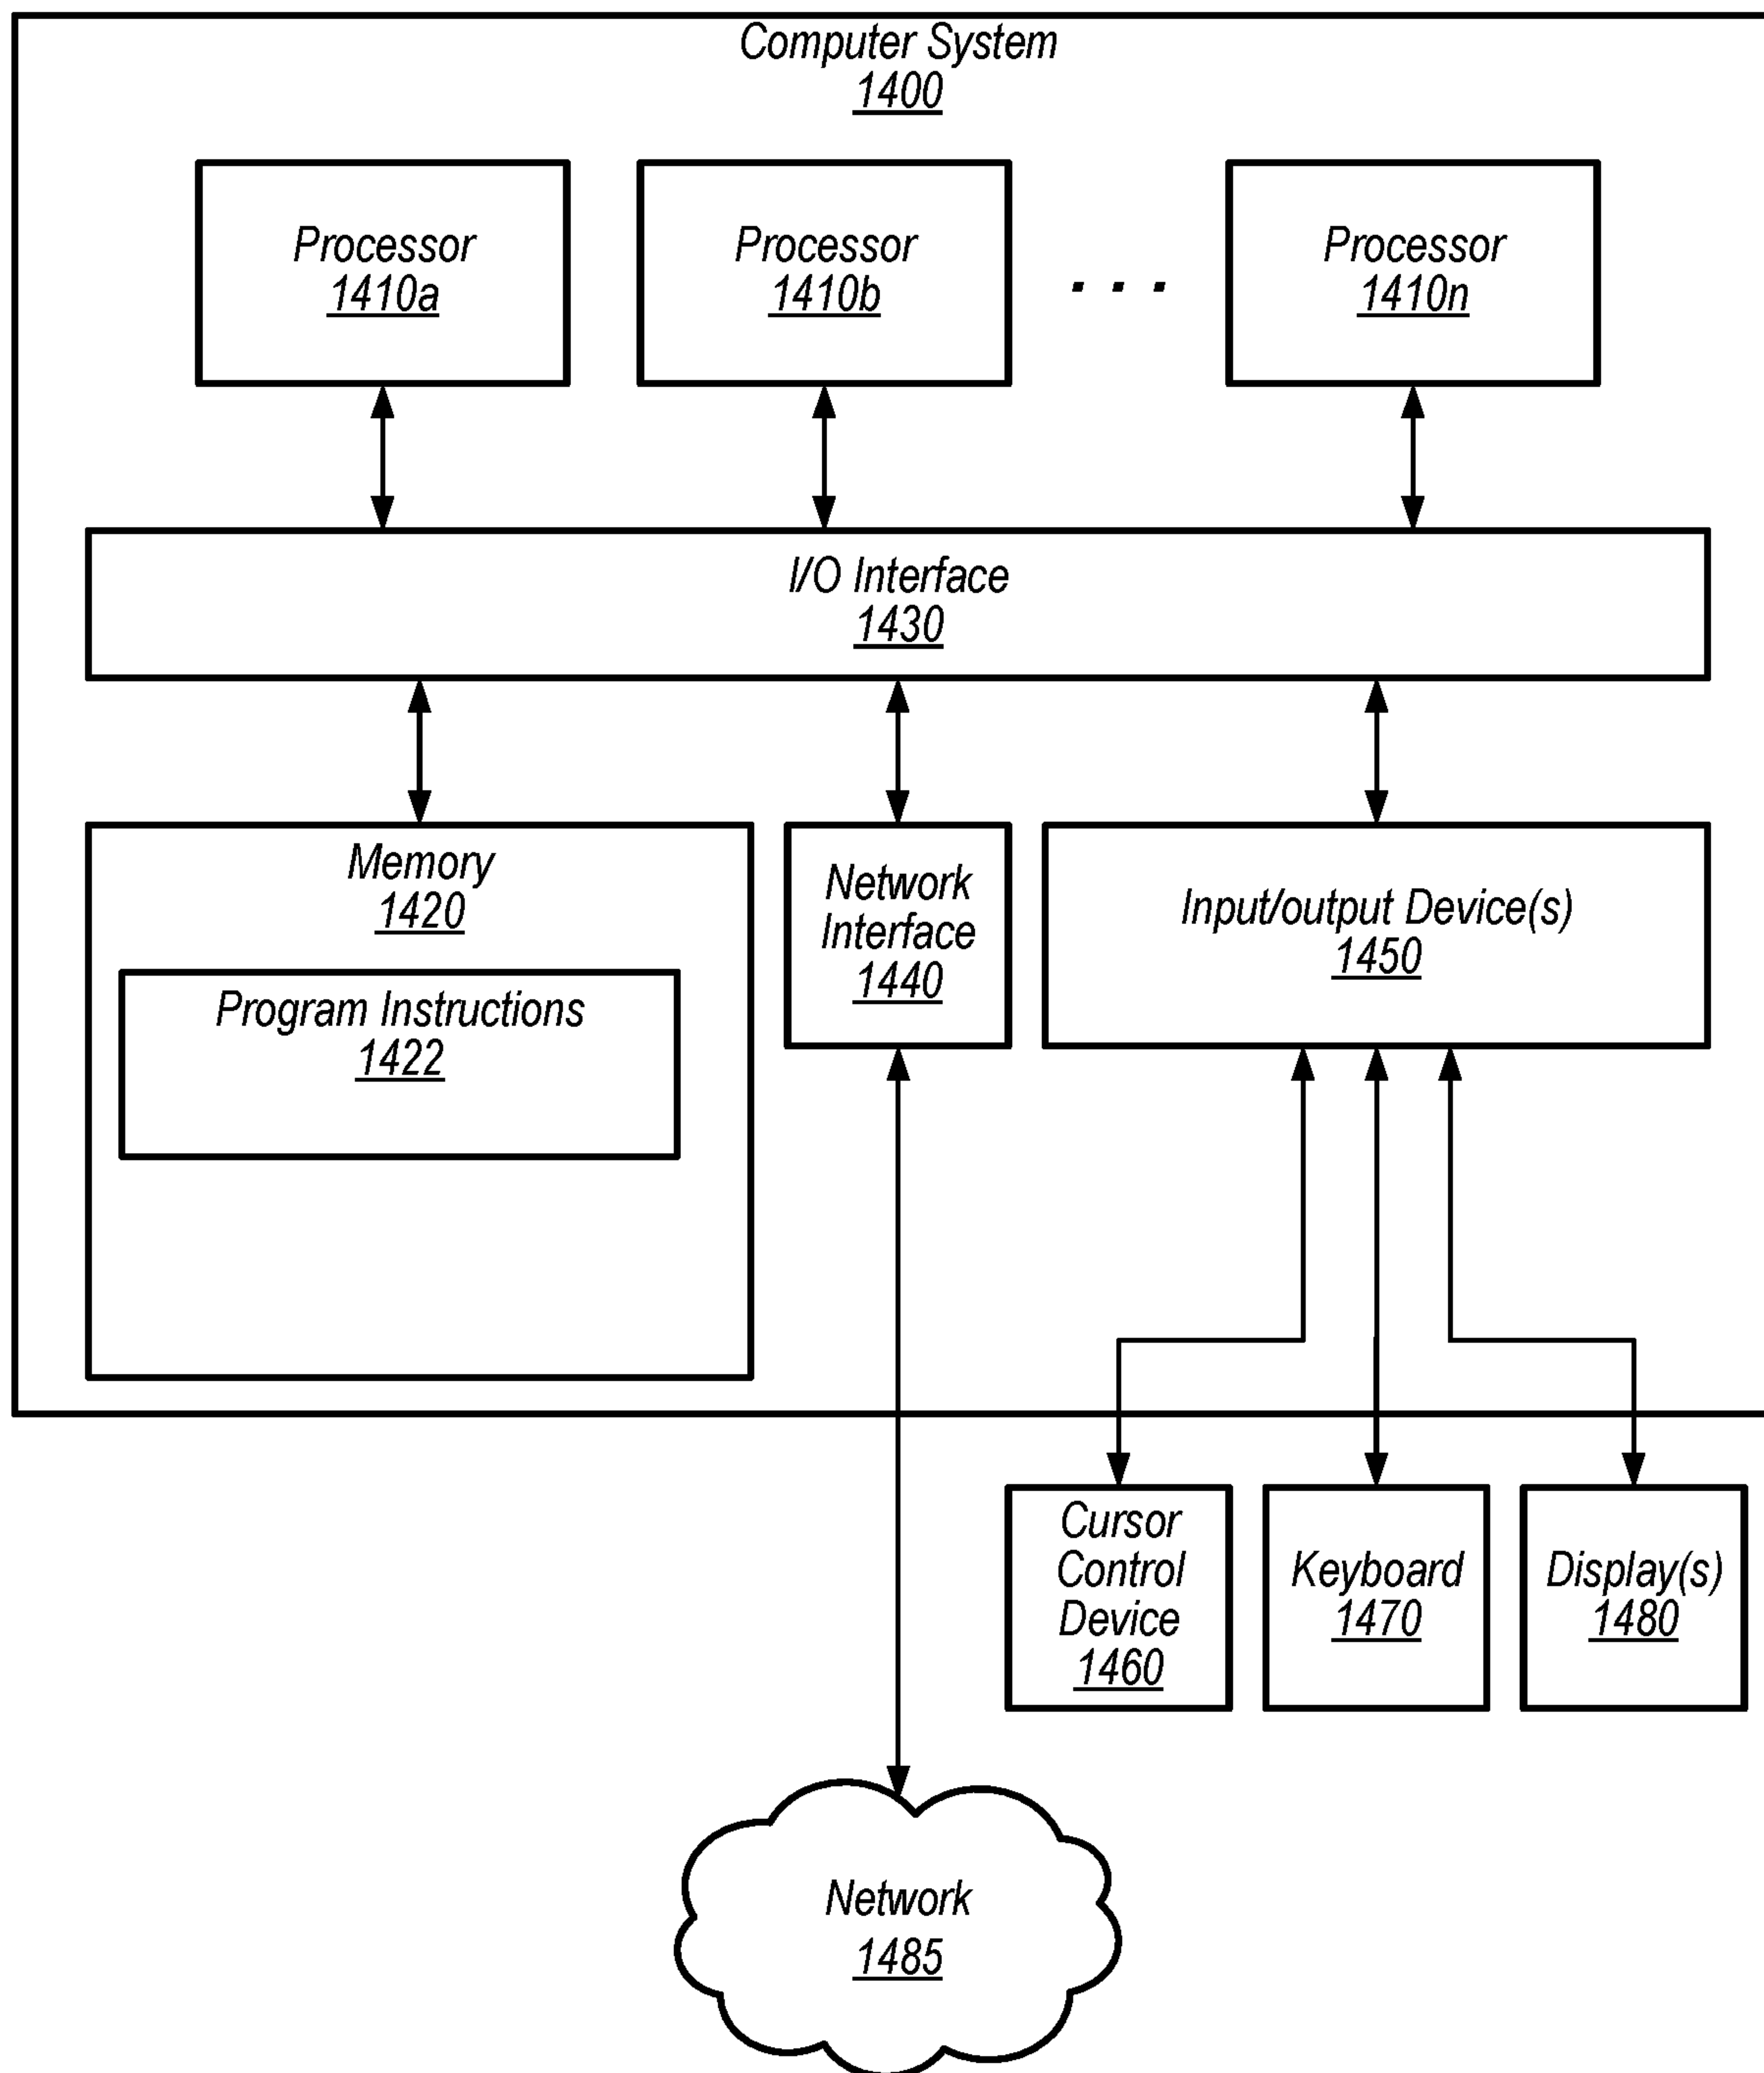 Computer System
1400
Processor
1410a
Processor
1410b
. . .
Processor
1410n
I/O Interface
1430
Memory
1420
Program Instructions
1422
Network
Interface
1440
Input/output Device(s)
1450
Cursor
Control
Device
1460
Keyboard
1470
Display(s)
1480
Network
1485